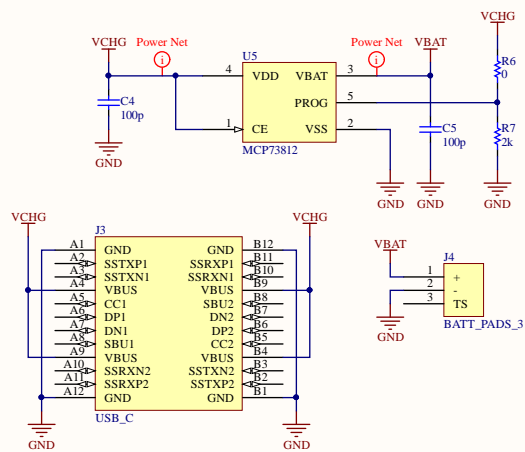 VCHG
Power Net
i
U5
4
VDD
VBAT
3
PROG
5
1
CE
VSS
2
MCP73812
Power Net
i
VBAT
VCHG
R6
0
R7
2k
GND
C4
100p
GND
GND
C5
100p
GND
VCHG
J3
VCHG
A1 GND GND B12
A2 SSTXP1 SSRXP1 B11
A3 SSTXN1 SSRXN1 B10
A4 VBUS VBUS B9
A5 CC1 SBU2 B8
A6 DP1 DN2 B7
A7 DN1 DP2 B6
A8 SBU1 CC2 B5
A9 VBUS VBUS B4
A10 SSRXN2 SSTXN2 B3
A11 SSRXP2 SSTXP2 B2
A12 GND GND B1
USB_C
GND
GND
VBAT
J4
1 +
2 -
3 TS
BATT_PADS_3
GND